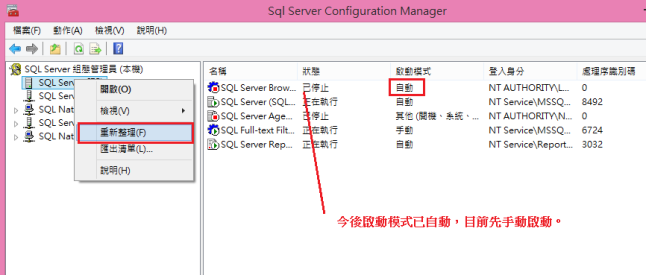 Sql Server Configuration Manager
檔案(F) 動作(A) 檢視(V) 說明(H)
SQL Server 組態管理員 (本機)
SQL Serv
SQL Serv
SQL Nat
SQL Serv
SQL Nat
開啟(O)
檢視(V)
重新整理(F)
匯出清單(L)...
說明(H)
名稱 狀態 啟動模式 登入身分 處理序識別碼
SQL Server Brow... 已停止 自動 NT AUTHORITY\L... 0
SQL Server (SQL... 正在執行 自動 NT Service\MSSQ... 8492
SQL Server Age... 已停止 其他 (開機、系統、... NT AUTHORITY\N... 0
SQL Full-text Filt... 正在執行 手動 NT Service\MSSQ... 6724
SQL Server Rep... 正在執行 自動 NT Service\Report... 3032
今後啟動模式已自動，目前先手動啟動。